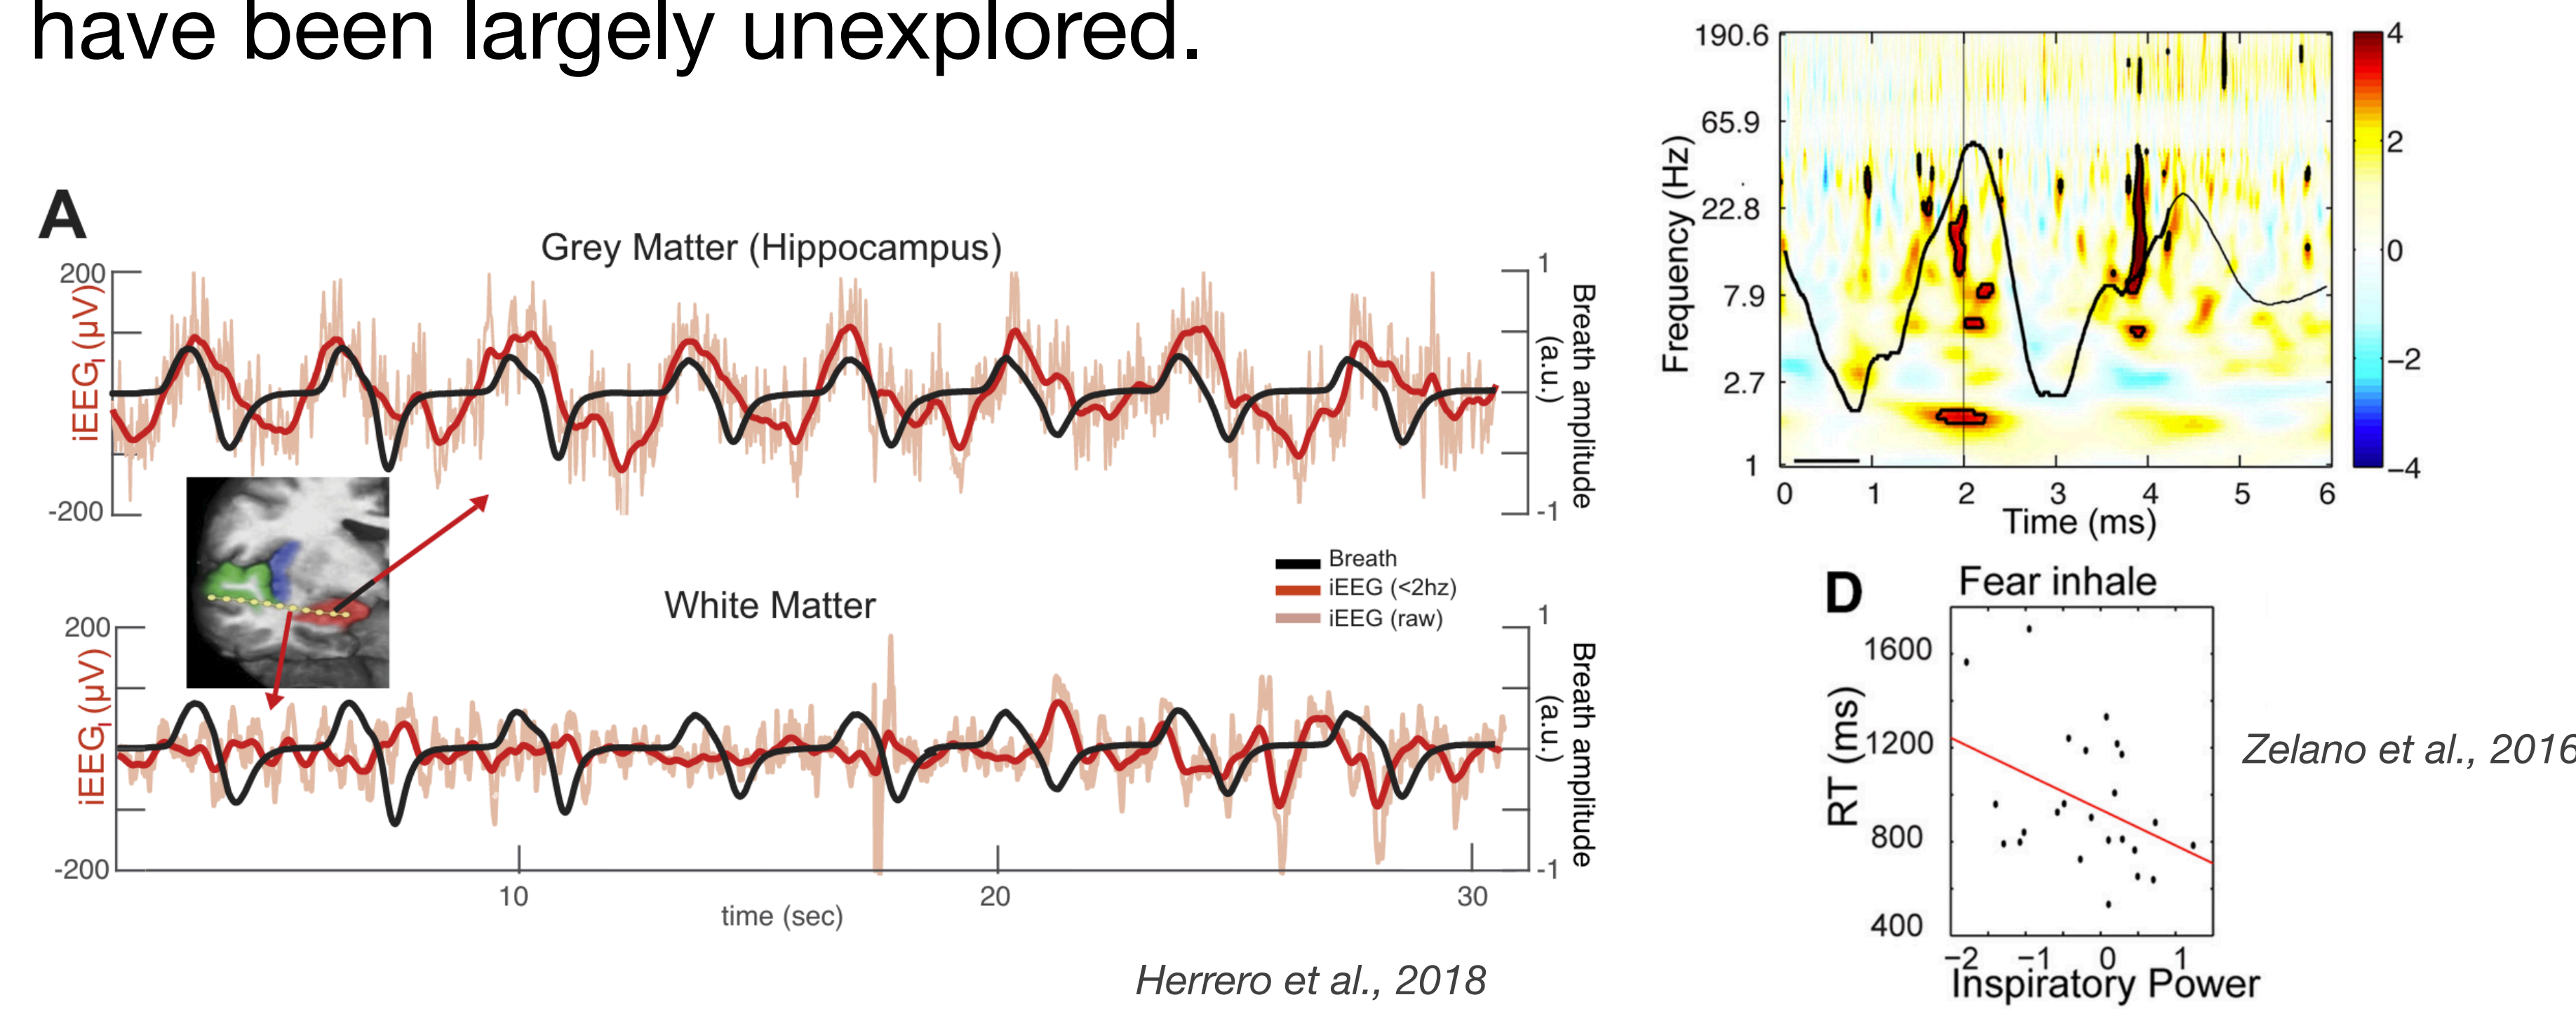 have been largely unexplored.
A
Grey Matter (Hippocampus)
200
-200
iEEG (µV)
1
-1
Breath amplitude
(a.u.)
Breath
iEEG (<2hz)
iEEG (raw)
White Matter
200
-200
iEEG (µV)
1
-1
Breath amplitude
(a.u.)
10
20
30
time (sec)
Herrero et al., 2018
190.6
65.9
22.8
7.9
2.7
1
Frequency (Hz)
0 1 2 3 4 5 6
Time (ms)
4
2
0
−2
−4
D
Fear inhale
1600
1200
800
400
RT (ms)
−2 −1 0 1
Inspiratory Power
Zelano et al., 2016